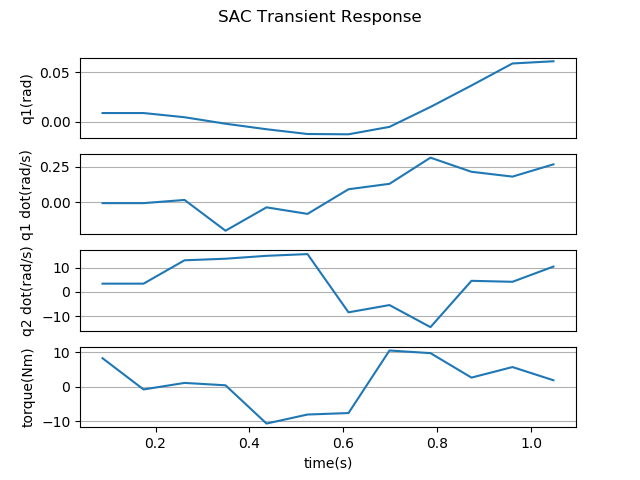 SAC Transient Response
q1(rad)
0.05
0.00
q1 dot(rad/s)
0.25
0.00
q2 dot(rad/s)
10
0
−10
torque(Nm)
10
0
−10
0.2 0.4 0.6 0.8 1.0
time(s)